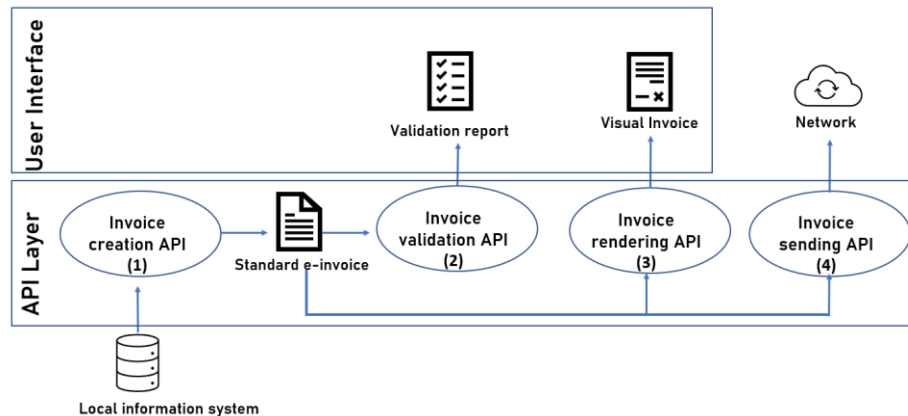 User Interface
Validation report
Visual Invoice
Network
API Layer
Invoice
creation API
(1)
Standard e-invoice
Invoice
validation API
(2)
Invoice
rendering API
(3)
Invoice
sending API
(4)
Local information system